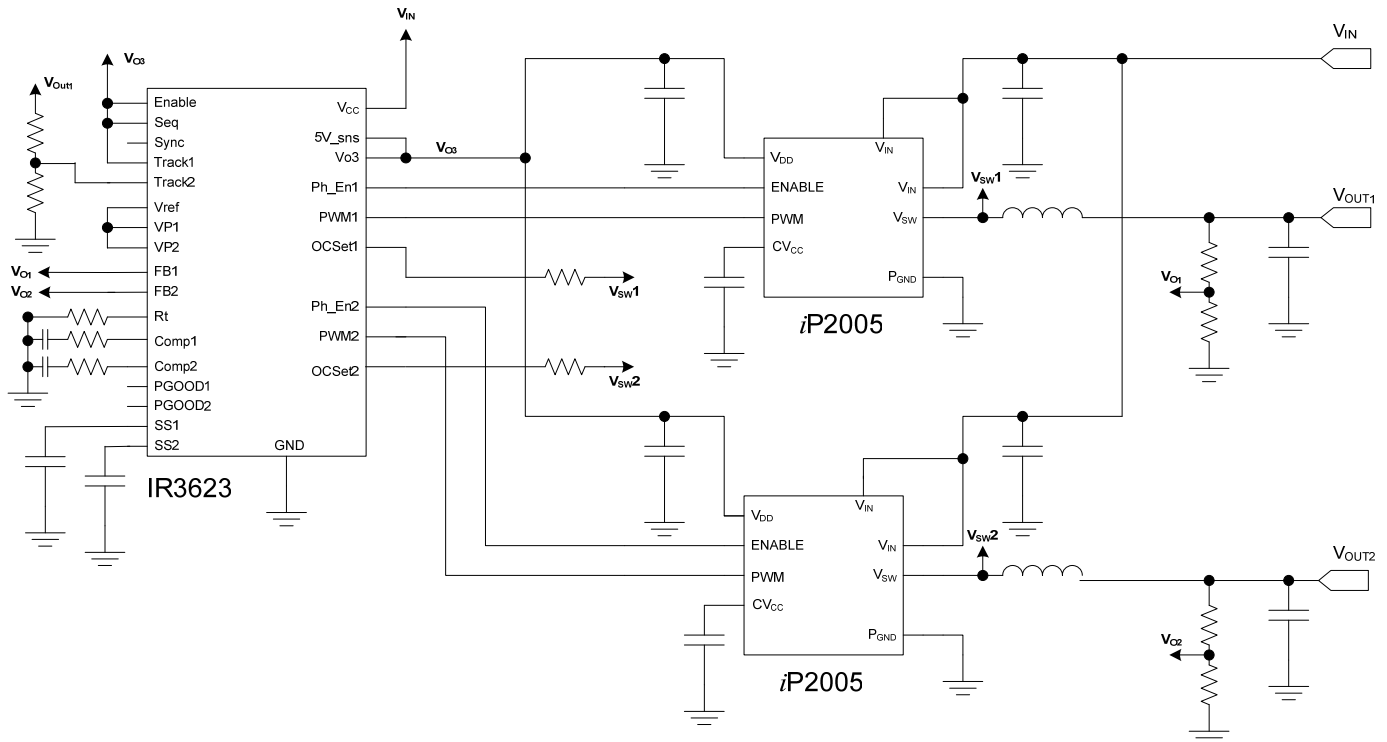 VIN
VO3
VOut1
Enable
Seq
Sync
Track1
Track2
Vref
VP1
VP2
FB1
FB2
Rt
Comp1
Comp2
PGOOD1
PGOOD2
SS1
SS2
GND
VCC
5V_sns
Vo3
Ph_En1
PWM1
OCSet1
Ph_En2
PWM2
OCSet2
IR3623
VO1
VO2
VO3
VSW1
VSW2
VDD
ENABLE
PWM
CVCC
VIN
VIN
VSW
PGND
iP2005
VSW1
VIN
VOUT1
VO1
VDD
ENABLE
PWM
CVCC
VIN
VIN
VSW
PGND
iP2005
VSW2
VOUT2
VO2